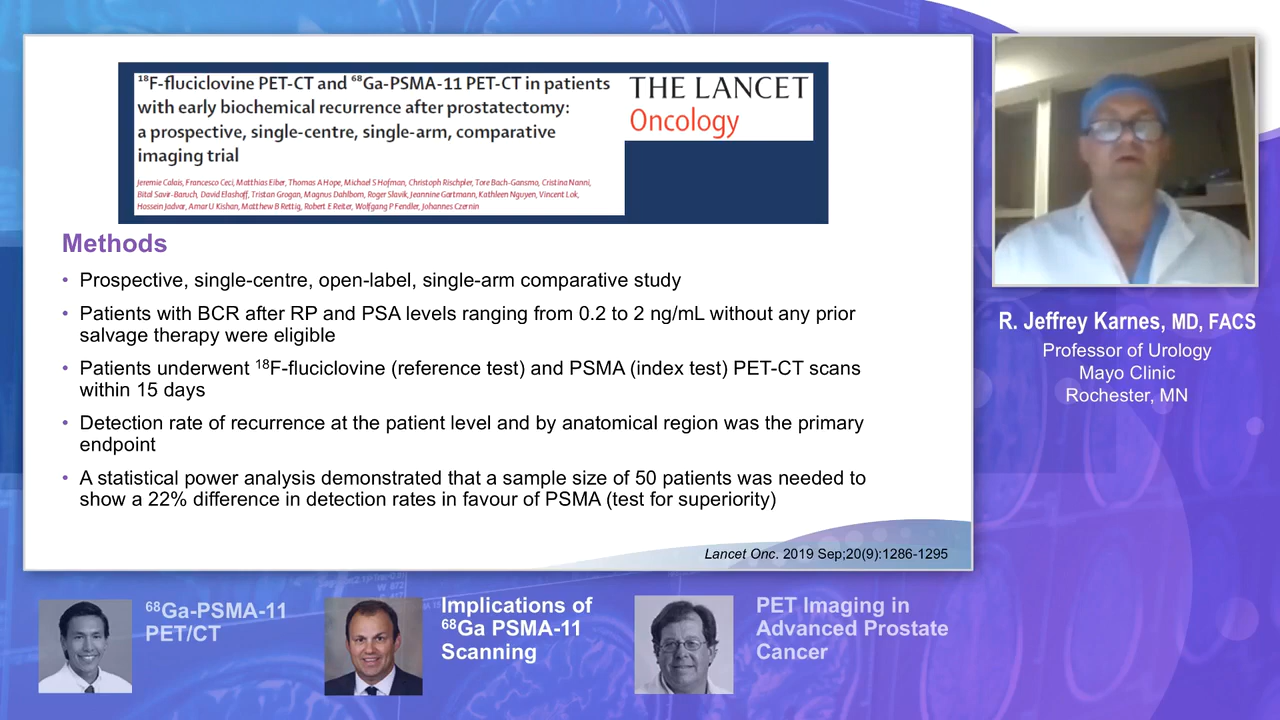 ¹⁸F-fluciclovine PET-CT and ⁶⁸Ga-PSMA-11 PET-CT in patients
with early biochemical recurrence after prostatectomy:
a prospective, single-centre, single-arm, comparative
imaging trial
Jeremie Calais, Francesco Ceci, Matthias Eiber, Thomas A Hope, Michael S Hofman, Christoph Rischpler, Tore Bach-Gansmo, Cristina Nanni,
Bital Savir-Baruch, David Elashoff, Tristan Grogan, Magnus Dahlbom, Roger Slavik, Jeannine Gartmann, Kathleen Nguyen, Vincent Lok,
Hossein Jadvar, Amar U Kishan, Matthew B Rettig, Robert E Reiter, Wolfgang P Fendler, Johannes Czernin
THE LANCET
Oncology
Methods
• Prospective, single-centre, open-label, single-arm comparative study
• Patients with BCR after RP and PSA levels ranging from 0.2 to 2 ng/mL without any prior
salvage therapy were eligible
• Patients underwent ¹⁸F-fluciclovine (reference test) and PSMA (index test) PET-CT scans
within 15 days
• Detection rate of recurrence at the patient level and by anatomical region was the primary
endpoint
• A statistical power analysis demonstrated that a sample size of 50 patients was needed to
show a 22% difference in detection rates in favour of PSMA (test for superiority)
Lancet Onc. 2019 Sep;20(9):1286-1295
R. Jeffrey Karnes, MD, FACS
Professor of Urology
Mayo Clinic
Rochester, MN
⁶⁸Ga-PSMA-11
PET/CT
Implications of
⁶⁸Ga PSMA-11
Scanning
PET Imaging in
Advanced Prostate
Cancer